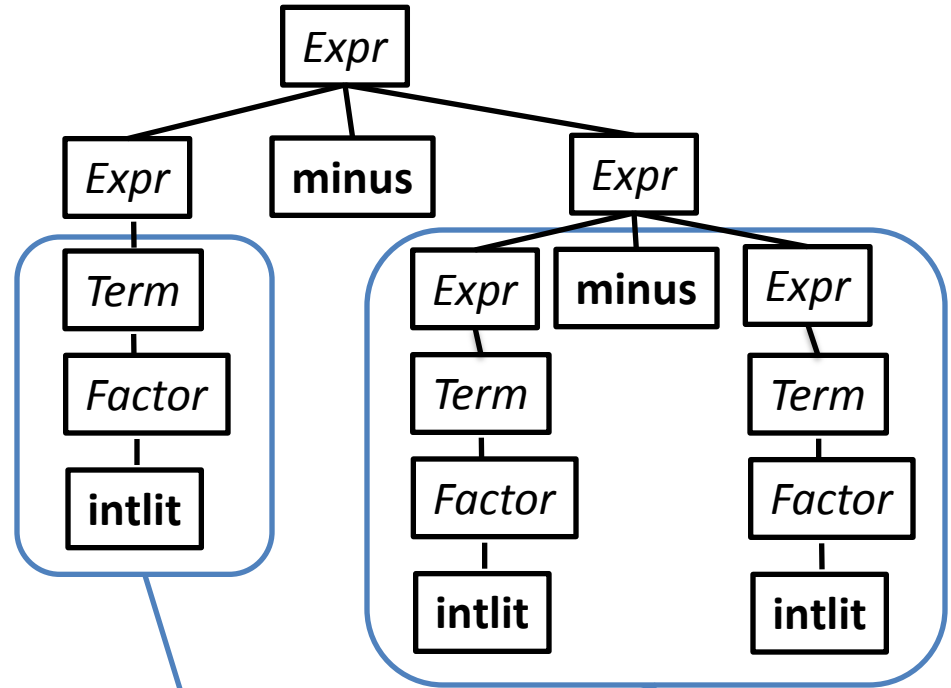 Expr
Expr minus Expr
Term Expr minus Expr
Factor Term Term
intlit Factor Factor
intlit intlit